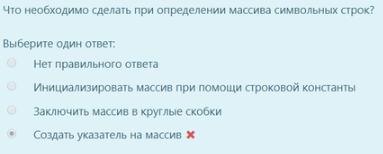 Что необходимо сделать при определении массива символьных строк?
Выберите один ответ:
Нет правильного ответа
Инициализировать массив при помощи строковой константы
Заключить массив в круглые скобки
Создать указатель на массив